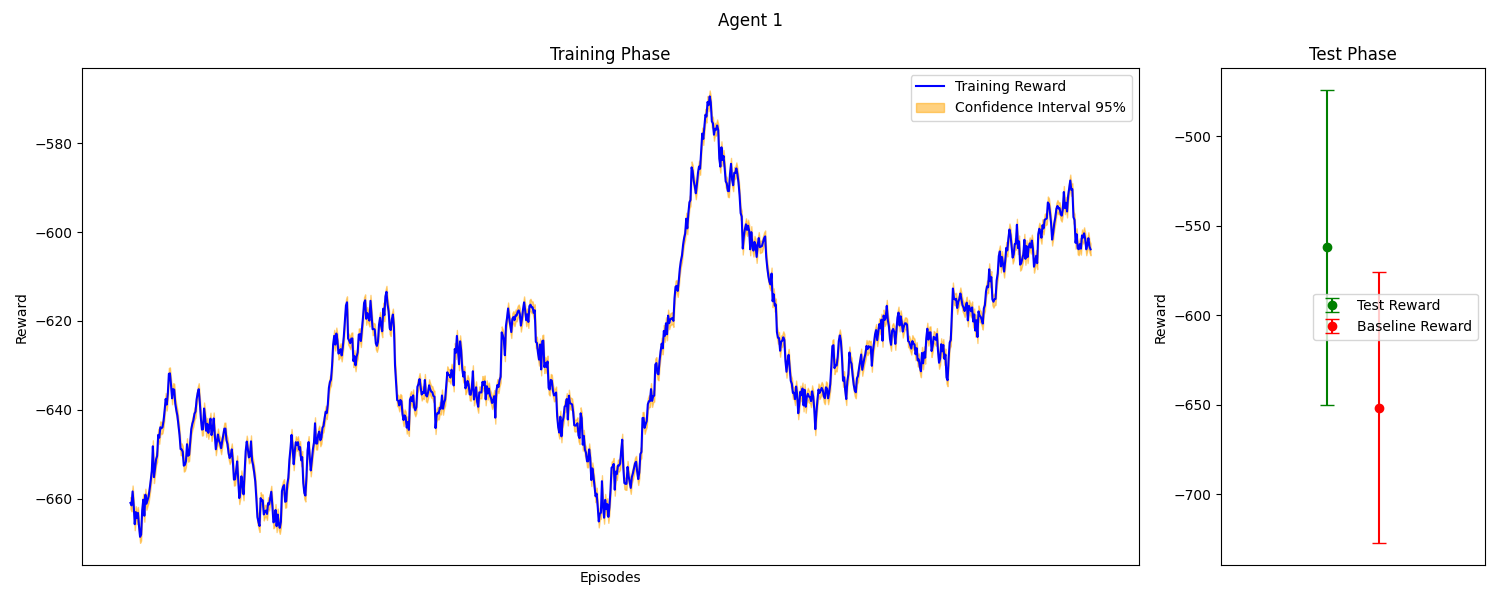 Agent 1
Training Phase
Training Reward
Confidence Interval 95%
−580
−600
−620
−640
−660
Reward
Episodes
Test Phase
Test Reward
Baseline Reward
−500
−550
−600
−650
−700
Reward